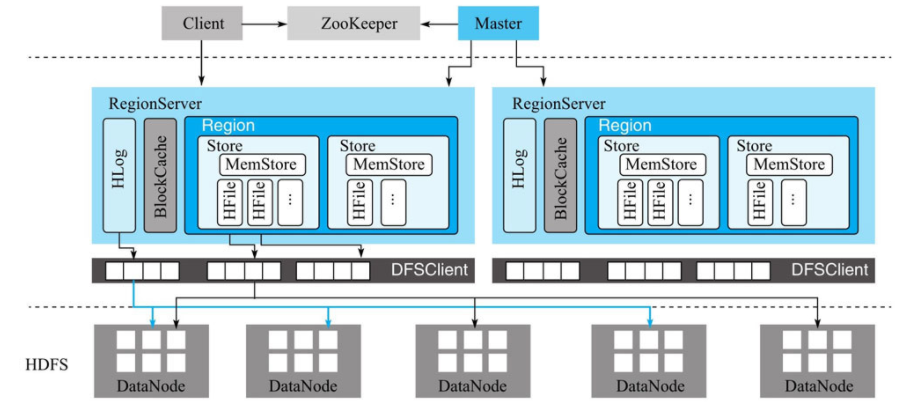 Client
ZooKeeper
Master
RegionServer
HLog
BlockCache
Region
Store
MemStore
HFile
HFile
...
Store
MemStore
HFile
...
RegionServer
HLog
BlockCache
Region
Store
MemStore
HFile
HFile
...
Store
MemStore
HFile
...
DFSClient
DFSClient
HDFS
DataNode
DataNode
DataNode
DataNode
DataNode